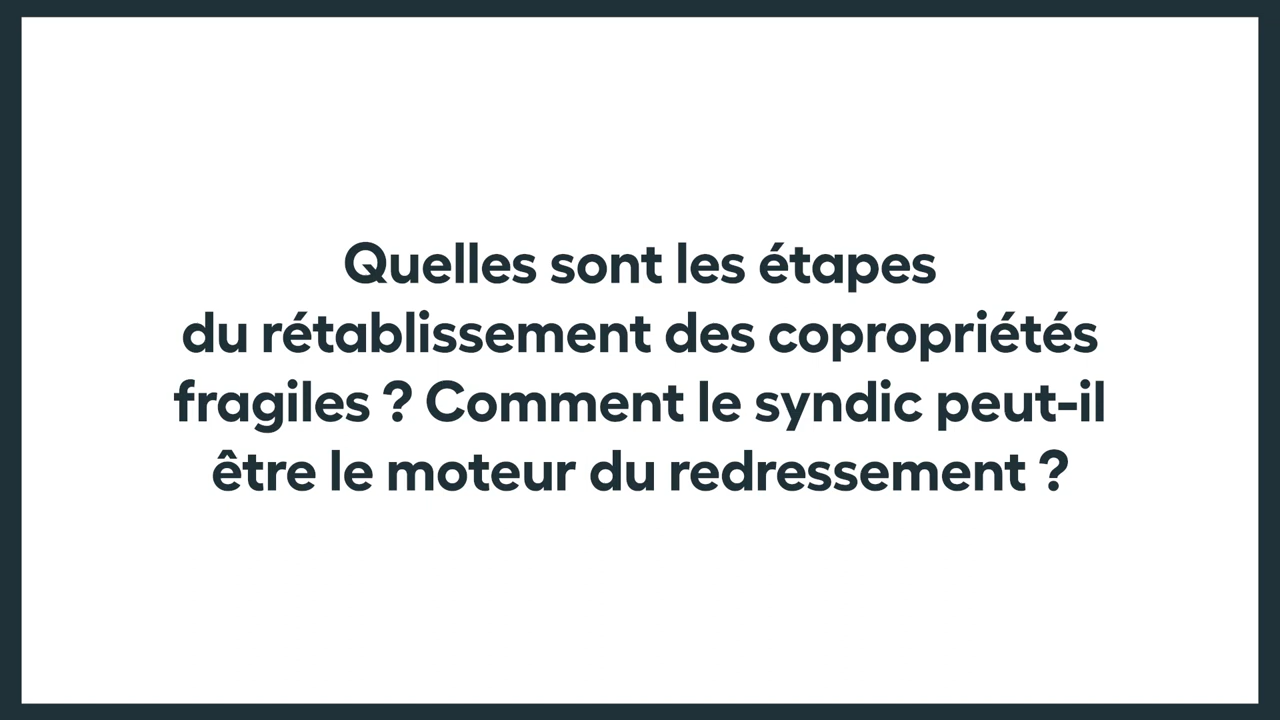 Quelles sont les étapes
du rétablissement des copropriétés
fragiles ? Comment le syndic peut-il
être le moteur du redressement ?